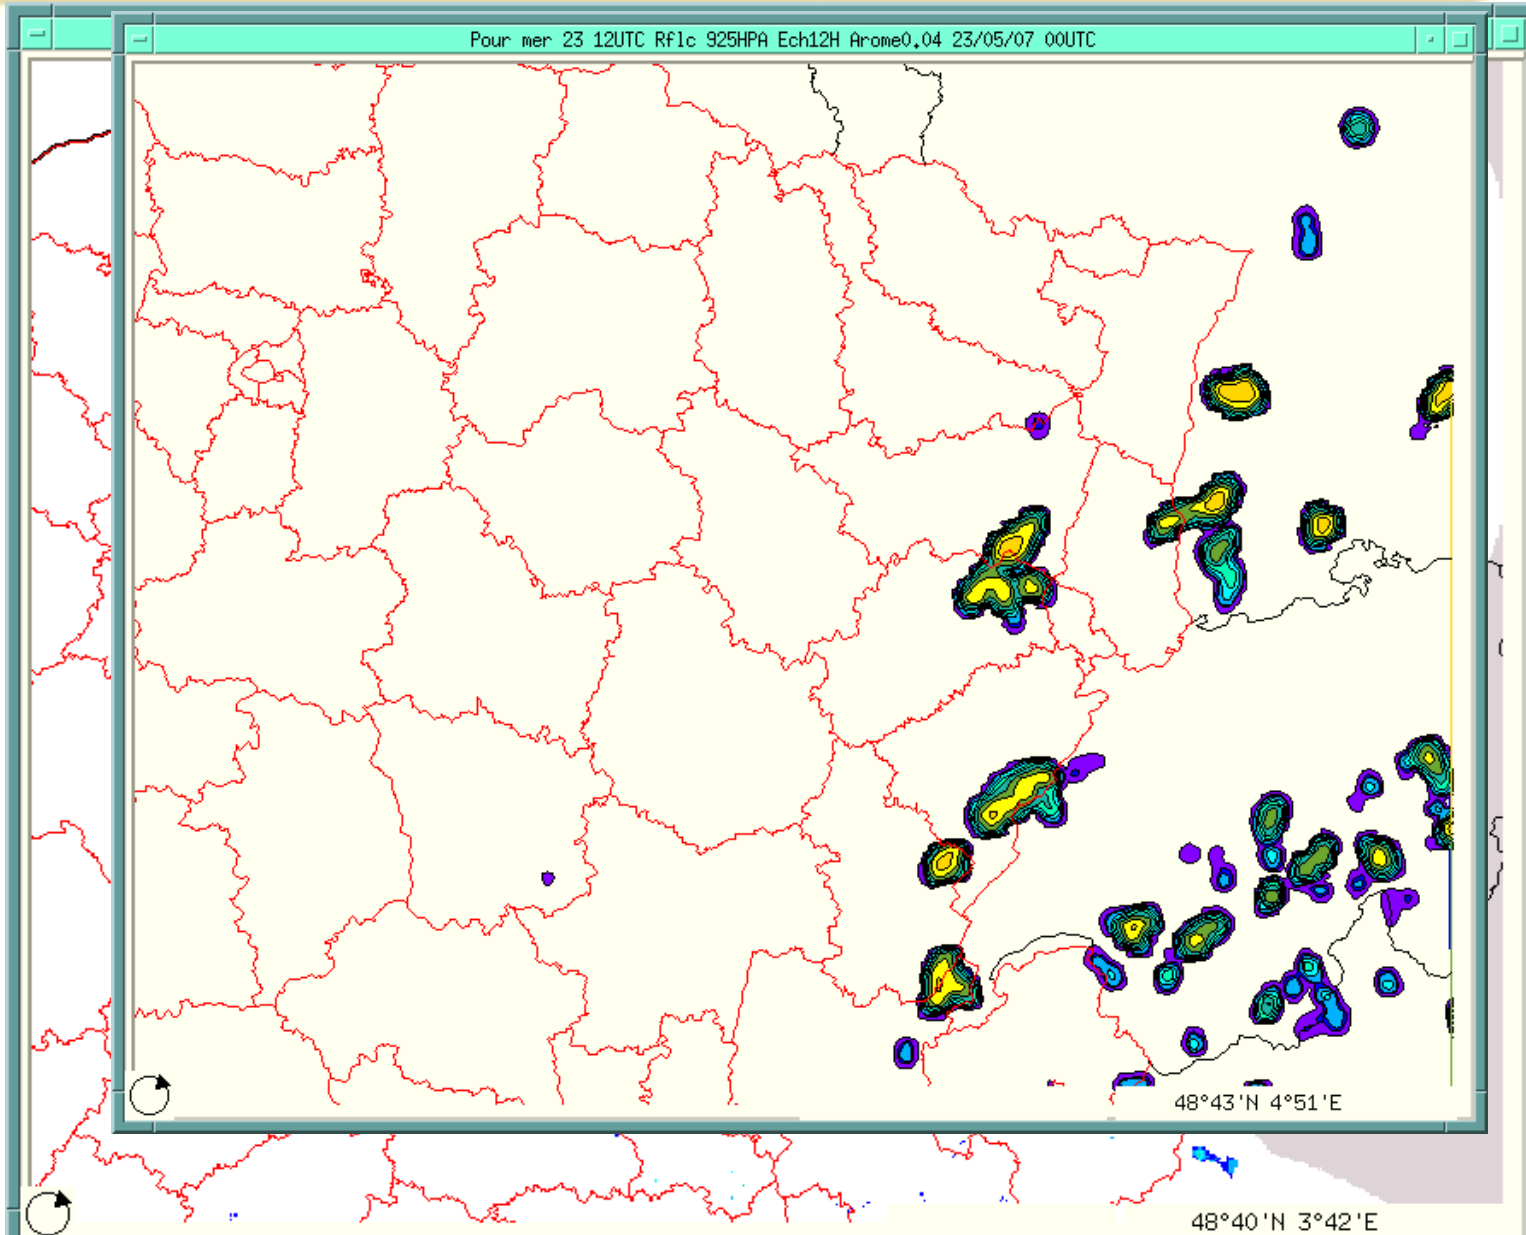 Pour mer 23 12UTC Rflc 925HPA Ech12H Arome0.04 23/05/07 00UTC
48°43'N 4°51'E
48°40'N 3°42'E